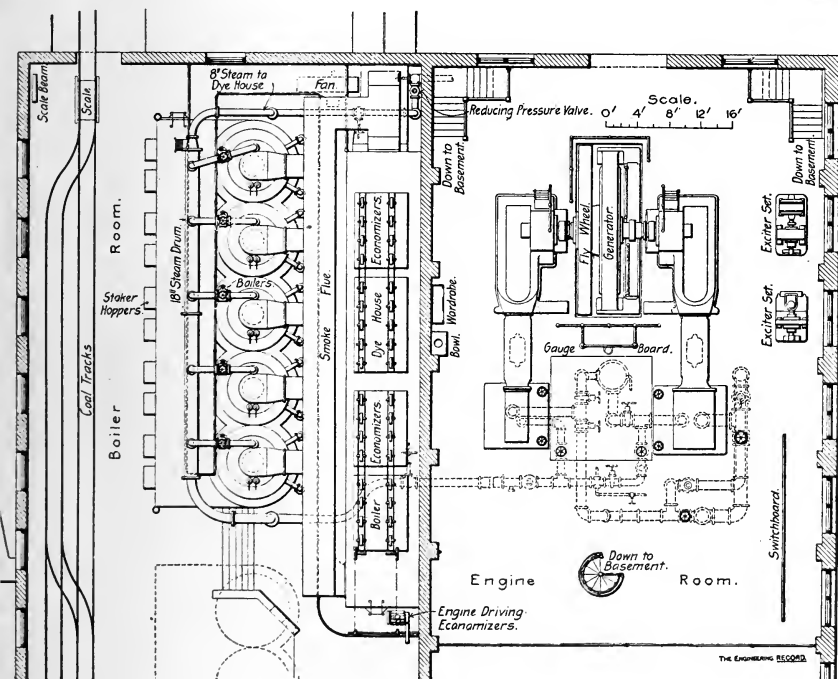 Scale Beam
Scale
8" Steam to
Dye House
Fan
Reducing Pressure Valve.
Scale.
0' 4' 8' 12' 16'
Down to
Basement.
Down to
Basement.
Room.
Boiler
Coal Tracks
Stoker
Hoppers.
18" Steam Drum.
Boilers
Smoke Flue.
Economizers.
Dye House
Economizers.
Boiler
Wardrobe.
Bowl.
Fly Wheel.
Generator.
Exciter Set.
Exciter Set.
Gauge Board.
Switchboard.
Down to
Basement.
Engine Room.
Engine Driving
Economizers.
THE ENGINEERING RECORD.